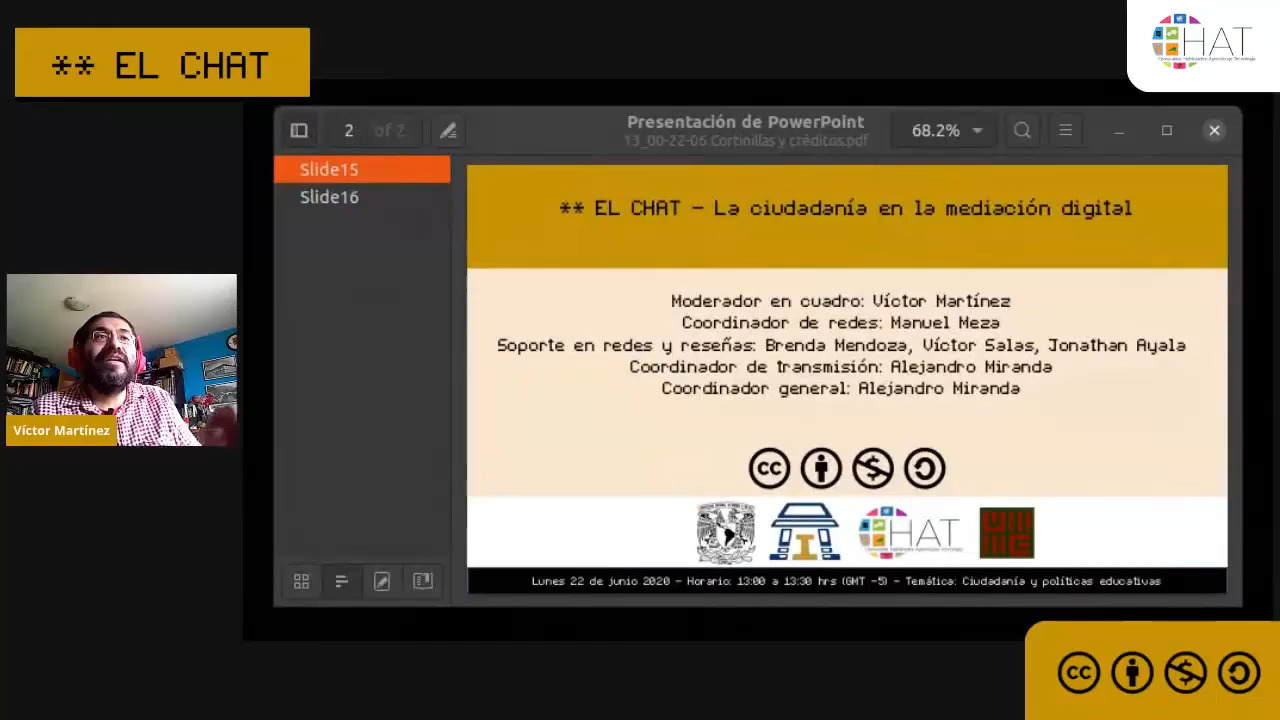 ** EL CHAT
HAT
2 of 2
Presentación de PowerPoint
13_00-22-06 Cortinillas y créditos.pdf
68.2%
Slide15
Slide16
** EL CHAT - La ciudadanía en la mediación digital
Moderador en cuadro: Víctor Martínez
Coordinador de redes: Manuel Meza
Soporte en redes y reseñas: Brenda Mendoza, Víctor Salas, Jonathan Ayala
Coordinador de transmisión: Alejandro Miranda
Coordinador general: Alejandro Miranda
Víctor Martínez
cc
HAT
Lunes 22 de junio 2020 - Horario: 13:00 a 13:30 hrs (GMT -5) - Temática: Ciudadanía y políticas educativas
cc